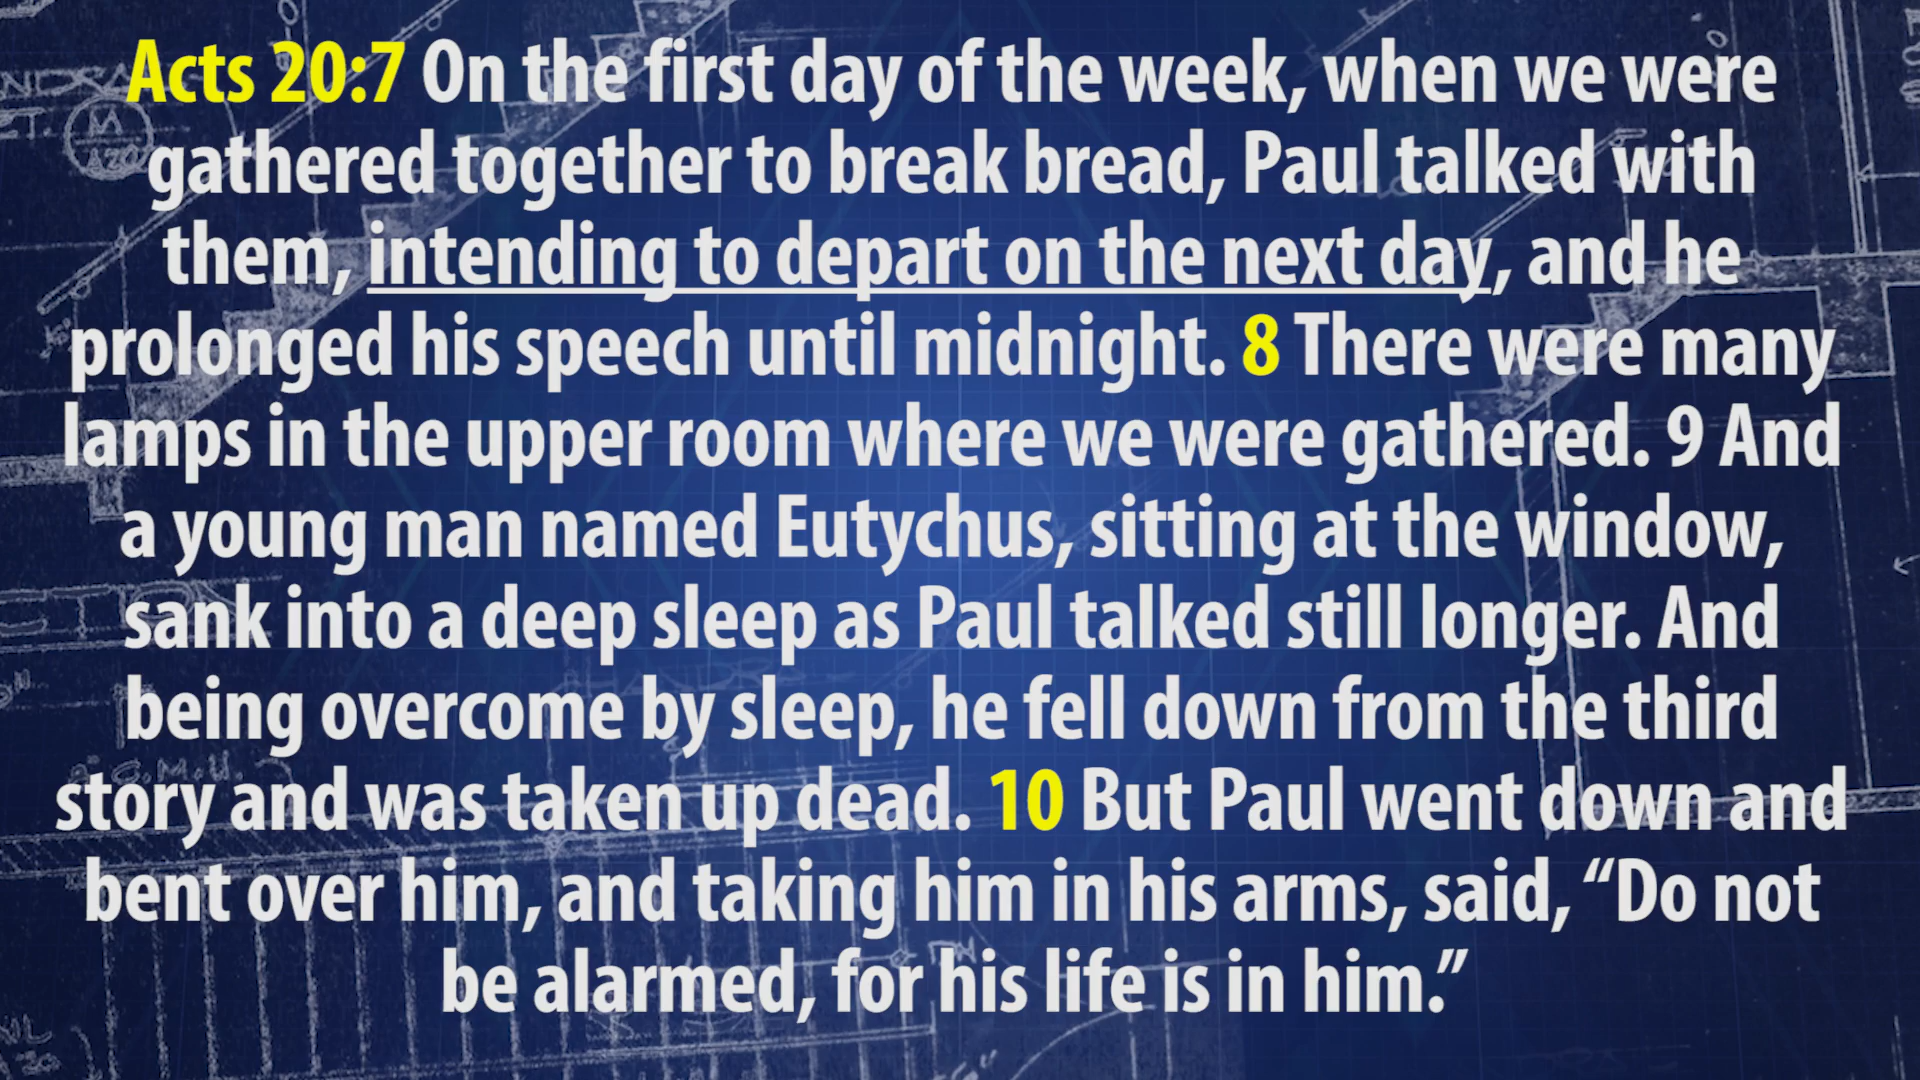 Acts 20:7 On the first day of the week, when we were
gathered together to break bread, Paul talked with
them, intending to depart on the next day, and he
prolonged his speech until midnight. 8 There were many
lamps in the upper room where we were gathered. 9 And
a young man named Eutychus, sitting at the window,
sank into a deep sleep as Paul talked still longer. And
being overcome by sleep, he fell down from the third
story and was taken up dead. 10 But Paul went down and
bent over him, and taking him in his arms, said, “Do not
be alarmed, for his life is in him.”